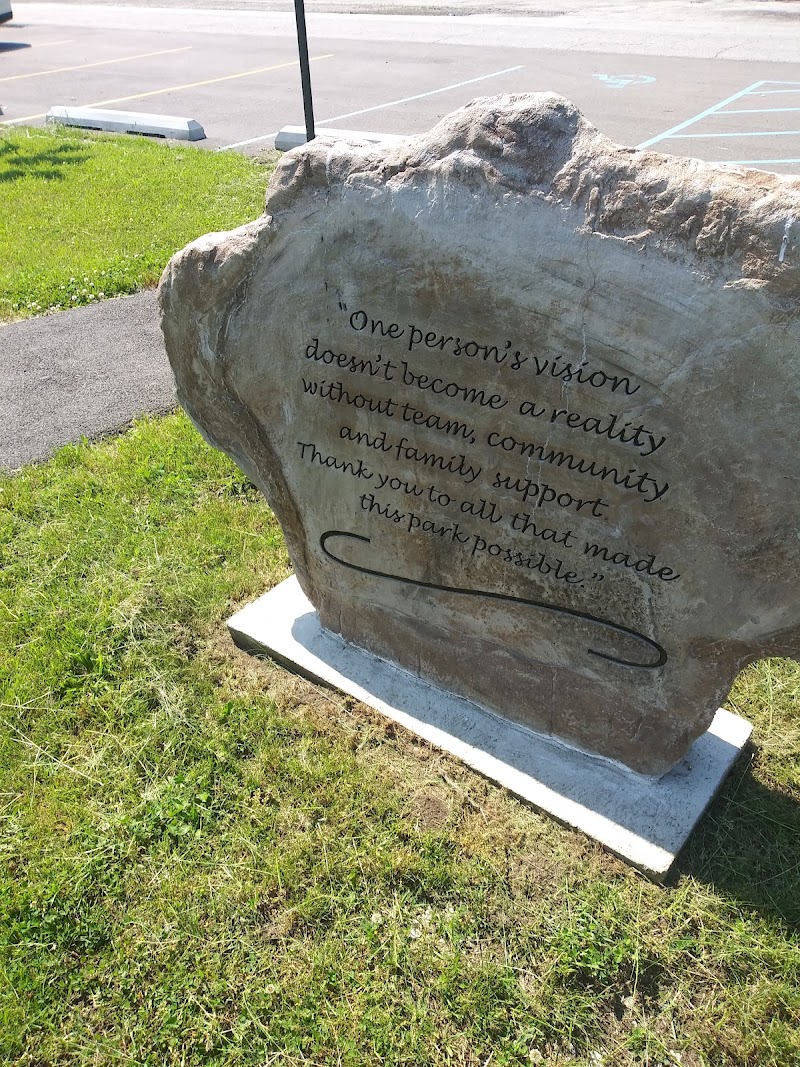 “One person's vision
doesn't become a reality
without team, community
and family support.
Thank you to all that made
this park possible.”